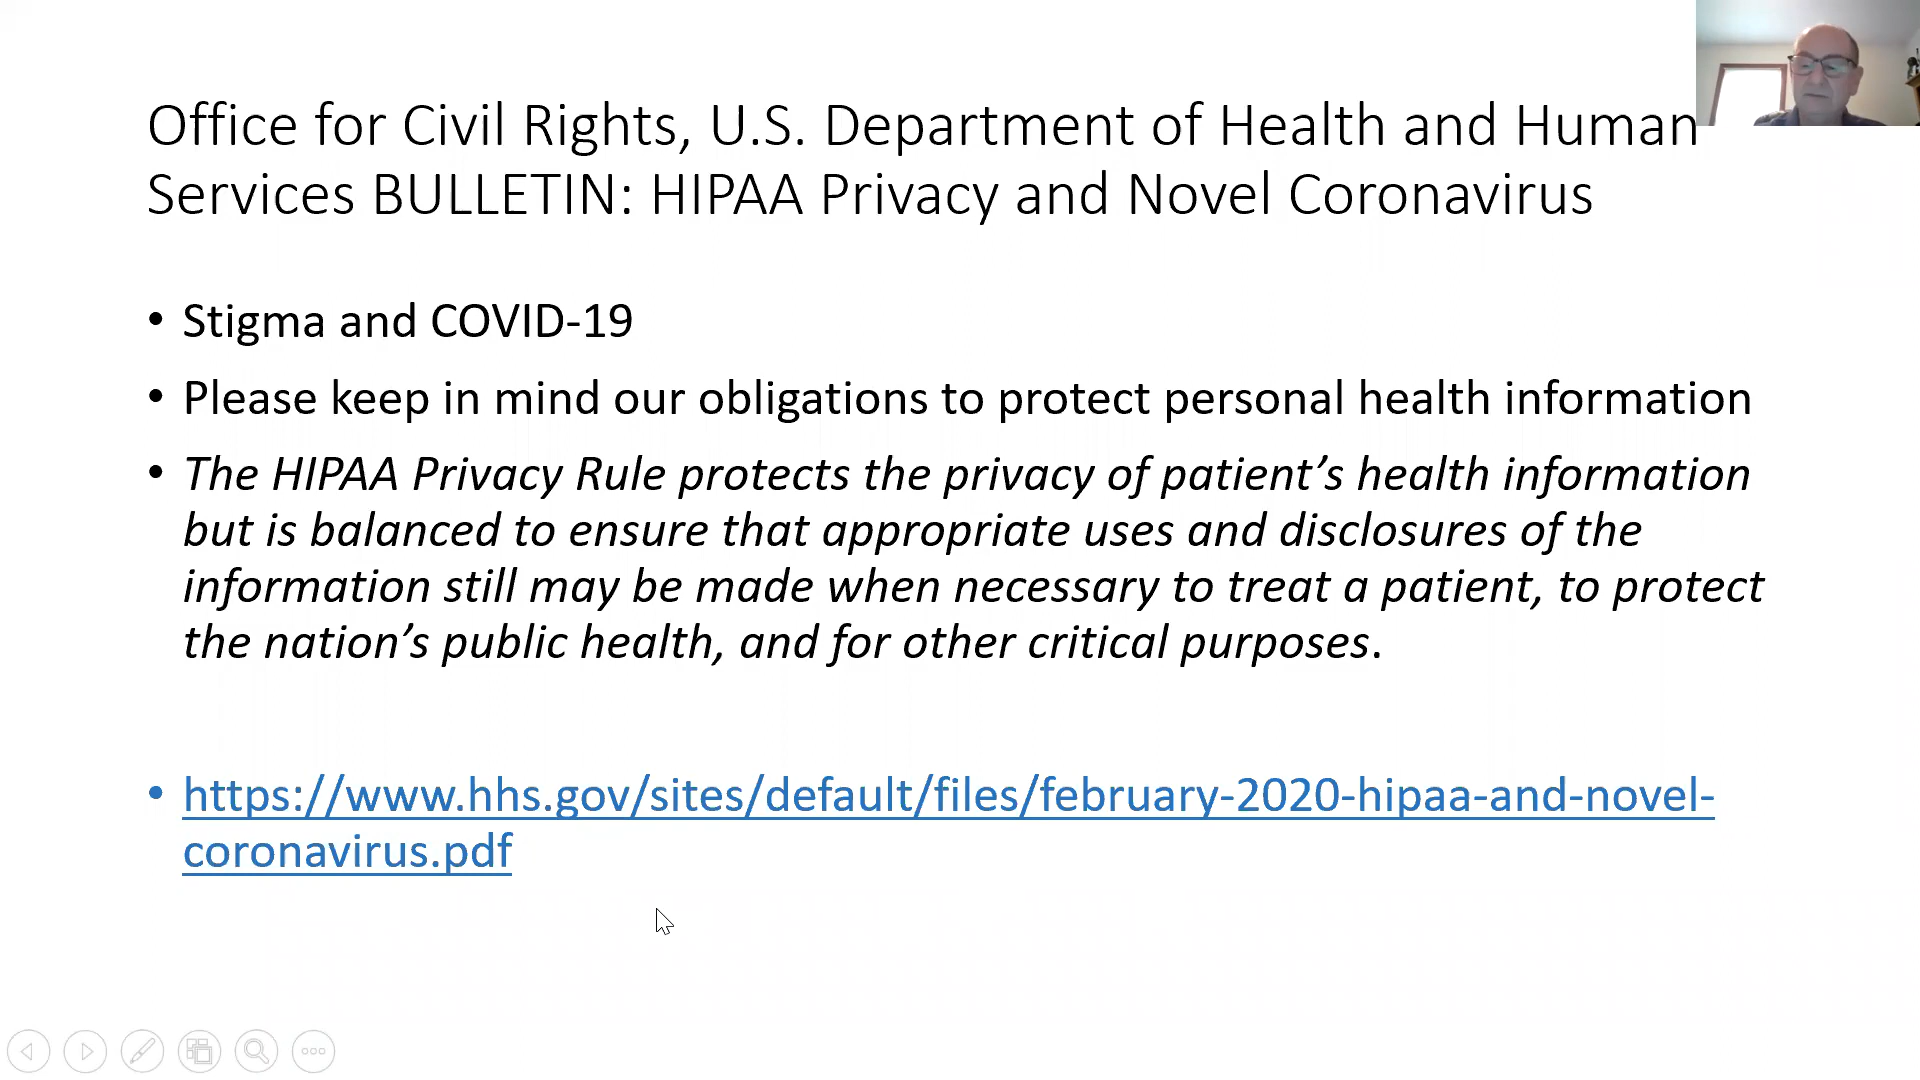 Office for Civil Rights, U.S. Department of Health and Human
Services BULLETIN: HIPAA Privacy and Novel Coronavirus
• Stigma and COVID-19
• Please keep in mind our obligations to protect personal health information
• The HIPAA Privacy Rule protects the privacy of patient’s health information
but is balanced to ensure that appropriate uses and disclosures of the
information still may be made when necessary to treat a patient, to protect
the nation’s public health, and for other critical purposes.
• https://www.hhs.gov/sites/default/files/february-2020-hipaa-and-novel-
coronavirus.pdf